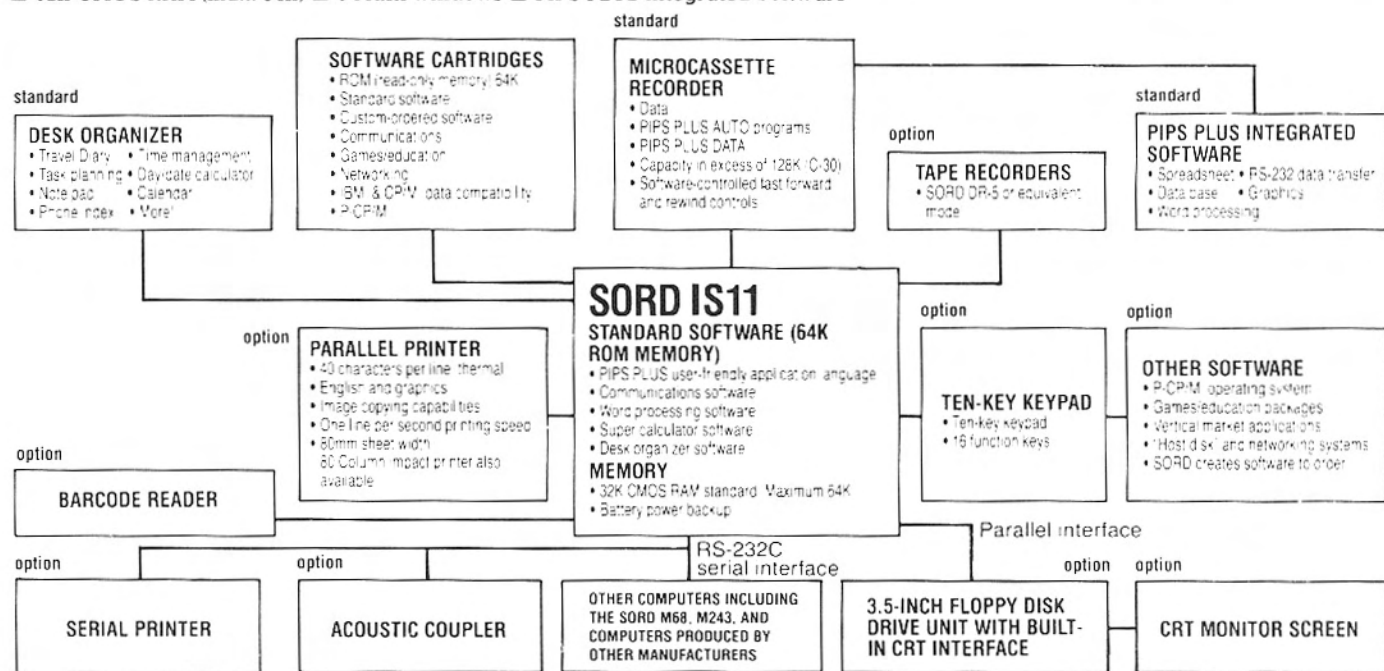 standard
DESK ORGANIZER
• Travel Diary • Time management
• Task planning • Day/date calculator
• Note pad • Calendar
• Phone index • More!
SOFTWARE CARTRIDGES
• ROM (read-only memory) 64K
• Standard software
• Custom-ordered software
• Communications
• Games/education
• Networking
• IBM & CP/M data compatibility
• P-CP/M
standard
MICROCASSETTE
RECORDER
• Data
• PIPS PLUS AUTO programs
• PIPS PLUS DATA
• Capacity in excess of 128K (C-30)
• Software-controlled fast forward
and rewind controls
option
TAPE RECORDERS
• SORD DR-5 or equivalent
mode
standard
PIPS PLUS INTEGRATED
SOFTWARE
• Spreadsheet • RS-232 data transfer
• Data base • Graphics
• Word processing
option
PARALLEL PRINTER
• 40 characters per line, thermal
• English and graphics
• Image copying capabilities
• One line per second printing speed
• 80mm sheet width
80 Column impact printer also
available
SORD IS11
STANDARD SOFTWARE (64K
ROM MEMORY)
• PIPS PLUS user-friendly application language
• Communications software
• Word processing software
• Super calculator software
• Desk organizer software
MEMORY
• 32K CMOS RAM standard. Maximum 64K
• Battery power backup
option
TEN-KEY KEYPAD
• Ten-key keypad
• 16 function keys
option
OTHER SOFTWARE
• P-CP/M operating system
• Games/education packages
• Vertical market applications
• "Host disk" and networking systems
• SORD creates software to order
option
BARCODE READER
option
SERIAL PRINTER
option
ACOUSTIC COUPLER
RS-232C
serial interface
OTHER COMPUTERS INCLUDING
THE SORD M68, M243, AND
COMPUTERS PRODUCED BY
OTHER MANUFACTURERS
Parallel interface
option
3.5-INCH FLOPPY DISK
DRIVE UNIT WITH BUILT-
IN CRT INTERFACE
option
CRT MONITOR SCREEN